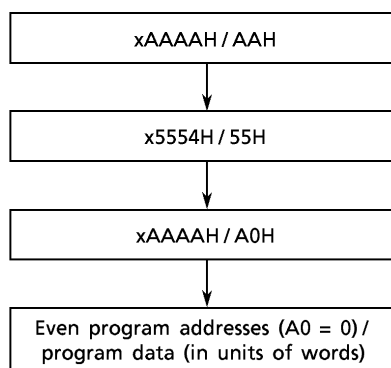 xAAAAH / AAH
x5554H / 55H
xAAAAH / A0H
Even program addresses (A0 = 0) /
program data (in units of words)